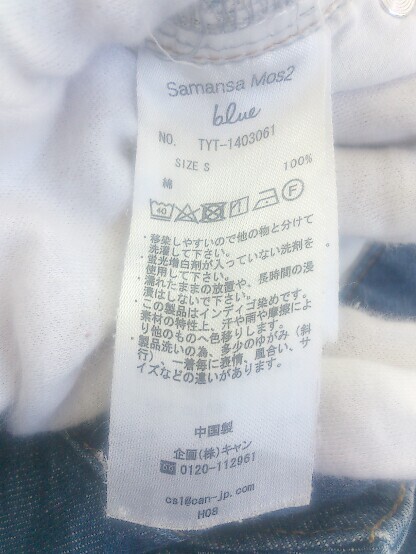 Samansa Mos2
blue
NO. TYT-1403061
SIZE S
綿 100%
40 F
・移染しやすいので他の物と分けて
洗濯して下さい。
・蛍光増白剤が入っていない洗剤を
使用して下さい。
・濡れたままの放置や、長時間の浸
漬はしないで下さい。
・この製品はインディゴ染めです。
素材の特性上、汗や雨や摩擦によ
り他のものへ色移りします。
・製品洗いの為、多少のゆがみ(斜
行)、一着毎に表情、風合い、サ
イズなどの違いがあります。
中国製
企画(株)キャン
0120-112961
cs1@can-jp.com
H08